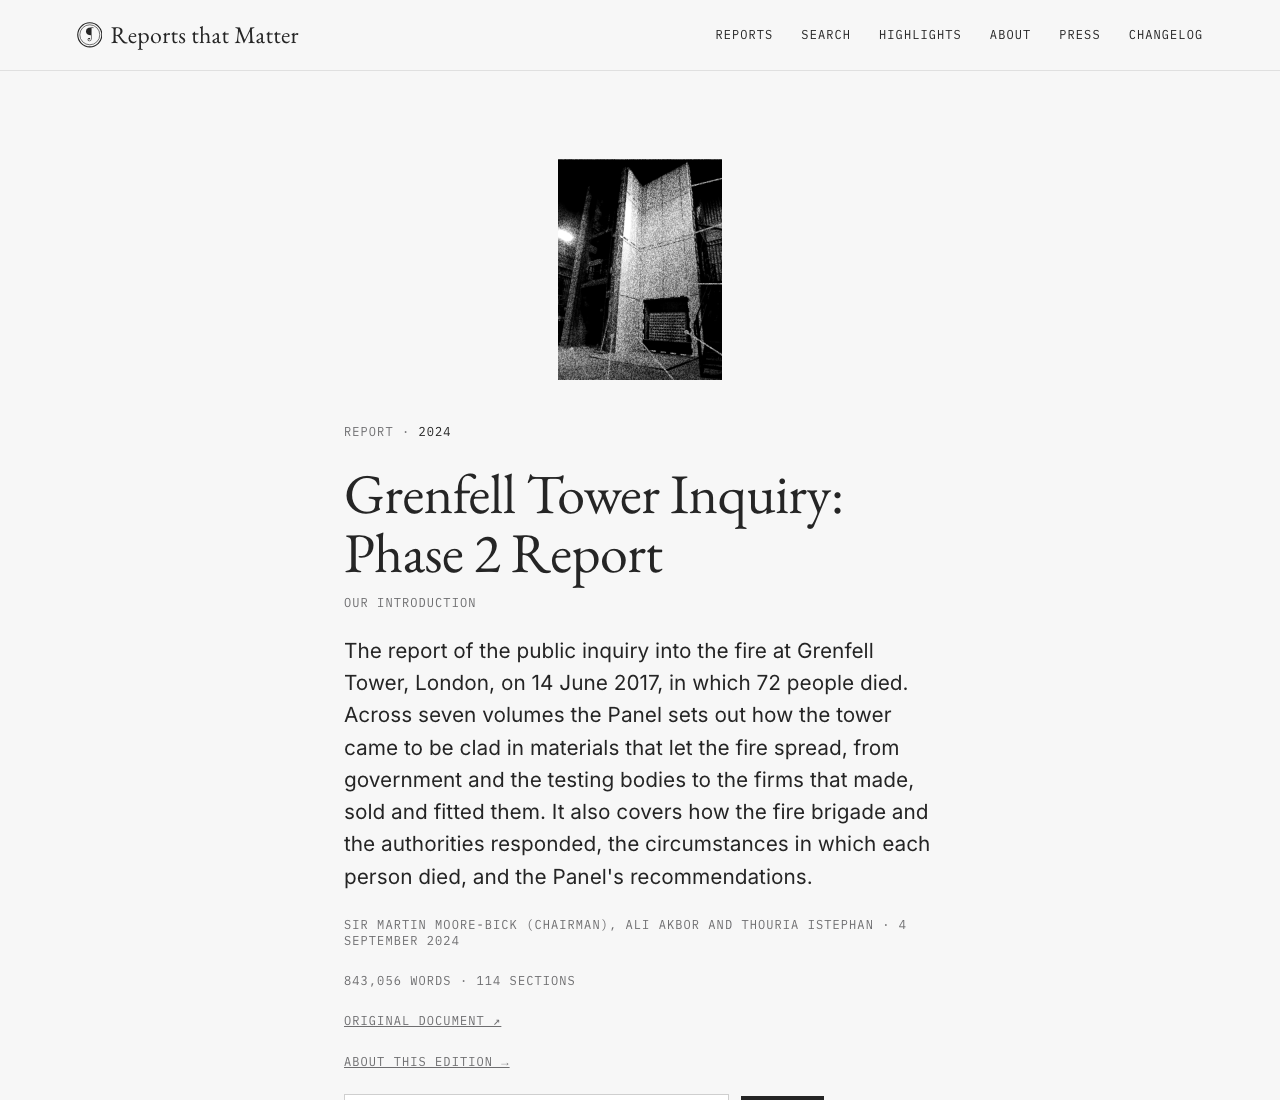 Reports that Matter
REPORTS SEARCH HIGHLIGHTS ABOUT PRESS CHANGELOG
REPORT · 2024
Grenfell Tower Inquiry:
Phase 2 Report
OUR INTRODUCTION
The report of the public inquiry into the fire at Grenfell
Tower, London, on 14 June 2017, in which 72 people died.
Across seven volumes the Panel sets out how the tower
came to be clad in materials that let the fire spread, from
government and the testing bodies to the firms that made,
sold and fitted them. It also covers how the fire brigade and
the authorities responded, the circumstances in which each
person died, and the Panel's recommendations.
SIR MARTIN MOORE-BICK (CHAIRMAN), ALI AKBOR AND THOURIA ISTEPHAN · 4
SEPTEMBER 2024
843,056 WORDS · 114 SECTIONS
ORIGINAL DOCUMENT ↗
ABOUT THIS EDITION →